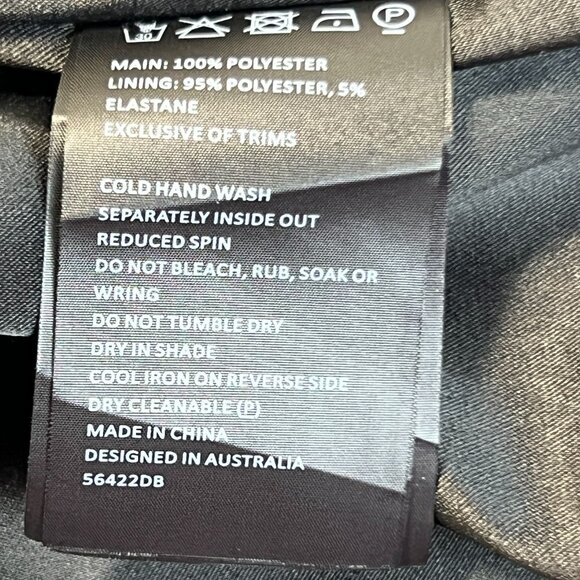 40 P
MAIN: 100% POLYESTER
LINING: 95% POLYESTER, 5%
ELASTANE
EXCLUSIVE OF TRIMS
COLD HAND WASH
SEPARATELY INSIDE OUT
REDUCED SPIN
DO NOT BLEACH, RUB, SOAK OR
WRING
DO NOT TUMBLE DRY
DRY IN SHADE
COOL IRON ON REVERSE SIDE
DRY CLEANABLE (P)
MADE IN CHINA
DESIGNED IN AUSTRALIA
56422DB